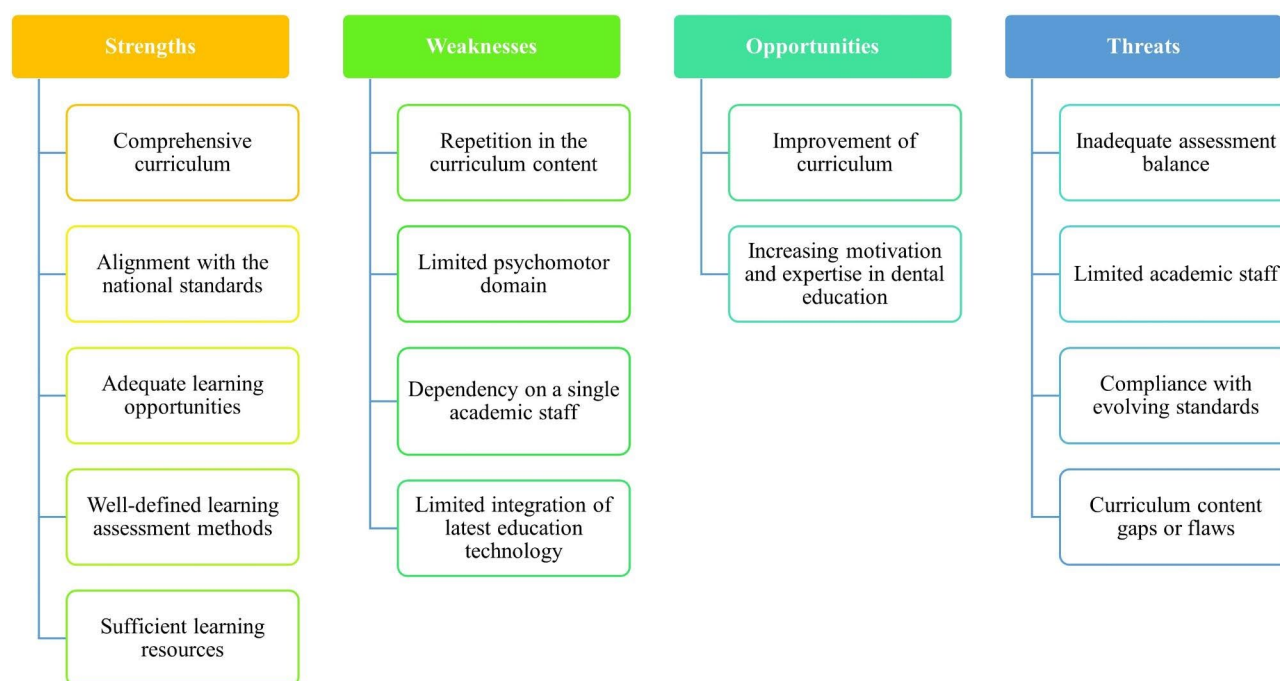 Strengths
Comprehensive
curriculum
Alignment with the
national standards
Adequate learning
opportunities
Well-defined learning
assessment methods
Sufficient learning
resources
Weaknesses
Repetition in the
curriculum content
Limited psychomotor
domain
Dependency on a single
academic staff
Limited integration of
latest education
technology
Opportunities
Improvement of
curriculum
Increasing motivation
and expertise in dental
education
Threats
Inadequate assessment
balance
Limited academic staff
Compliance with
evolving standards
Curriculum content
gaps or flaws